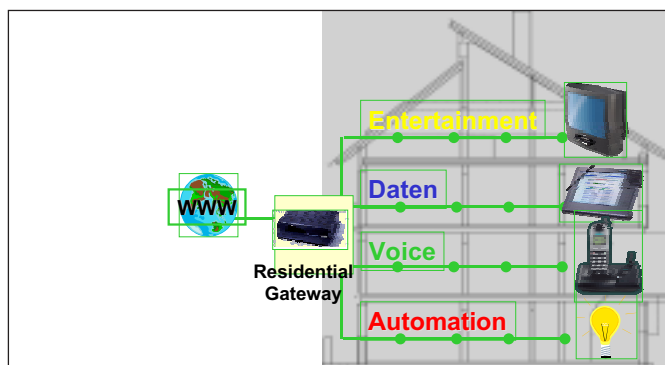 Entertainment
Daten
WWW
Voice
Residential
Gateway
Automation